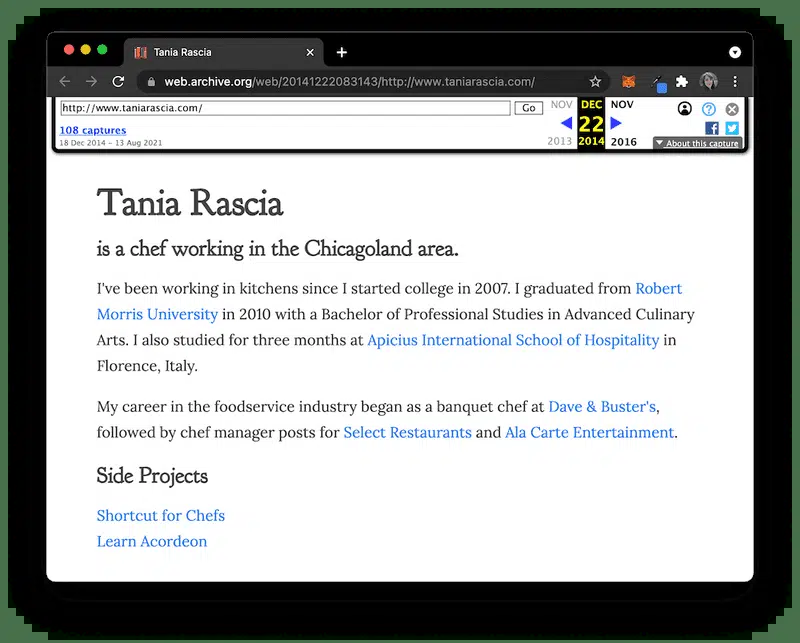 Tania Rascia
web.archive.org/web/20141222083143/http://www.taniarascia.com/
http://www.taniarascia.com/ Go NOV DEC NOV
108 captures 22
18 Dec 2014 – 13 Aug 2021 2013 2014 2016 About this capture
Tania Rascia
is a chef working in the Chicagoland area.
I've been working in kitchens since I started college in 2007. I graduated from Robert
Morris University in 2010 with a Bachelor of Professional Studies in Advanced Culinary
Arts. I also studied for three months at Apicius International School of Hospitality in
Florence, Italy.
My career in the foodservice industry began as a banquet chef at Dave & Buster's,
followed by chef manager posts for Select Restaurants and Ala Carte Entertainment.
Side Projects
Shortcut for Chefs
Learn Acordeon